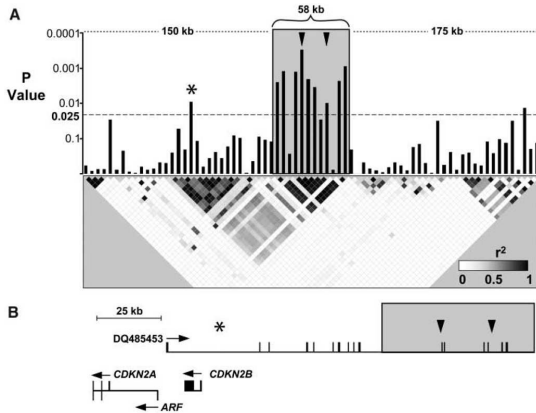 A
58 kb
150 kb
175 kb
P
Value
0.0001
0.001
0.01
0.025
0.1
*
r²
0 0.5 1
B
25 kb
DQ485453
*
CDKN2A
CDKN2B
ARF